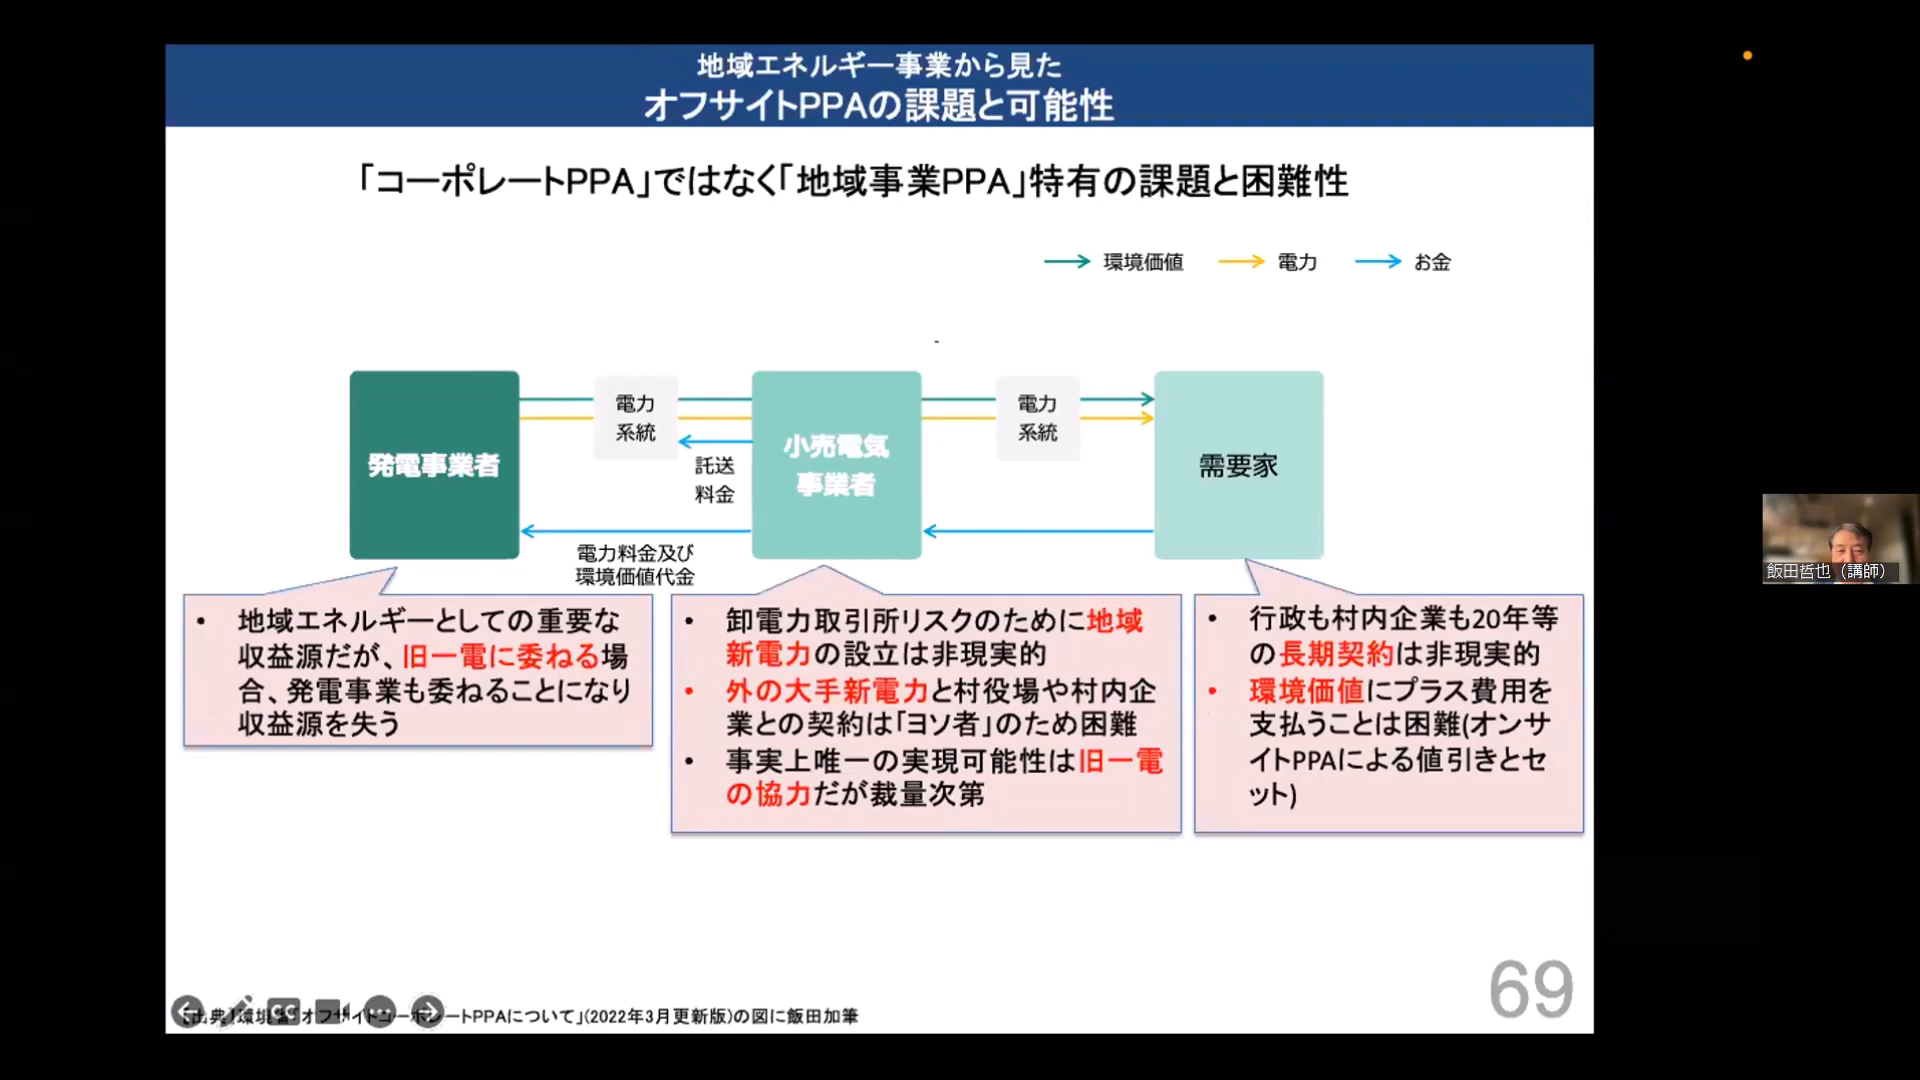 地域エネルギー事業から見た
オフサイトPPAの課題と可能性
「コーポレートPPA」ではなく「地域事業PPA」特有の課題と困難性
環境価値
電力
お金
発電事業者
電力
系統
託送
料金
小売電気
事業者
電力
系統
需要家
電力料金及び
環境価値代金
• 地域エネルギーとしての重要な
収益源だが、旧一電に委ねる場
合、発電事業も委ねることになり
収益源を失う
• 卸電力取引所リスクのために地域
新電力の設立は非現実的
• 外の大手新電力と村役場や村内企
業との契約は「ヨソ者」のため困難
• 事実上唯一の実現可能性は旧一電
の協力だが裁量次第
• 行政も村内企業も20年等
の長期契約は非現実的
• 環境価値にプラス費用を
支払うことは困難(オンサ
イトPPAによる値引きとセ
ット)
飯田哲也（講師）
69
CC
【出典】環境省「オフサイトコーポレートPPAについて」(2022年3月更新版)の図に飯田加筆